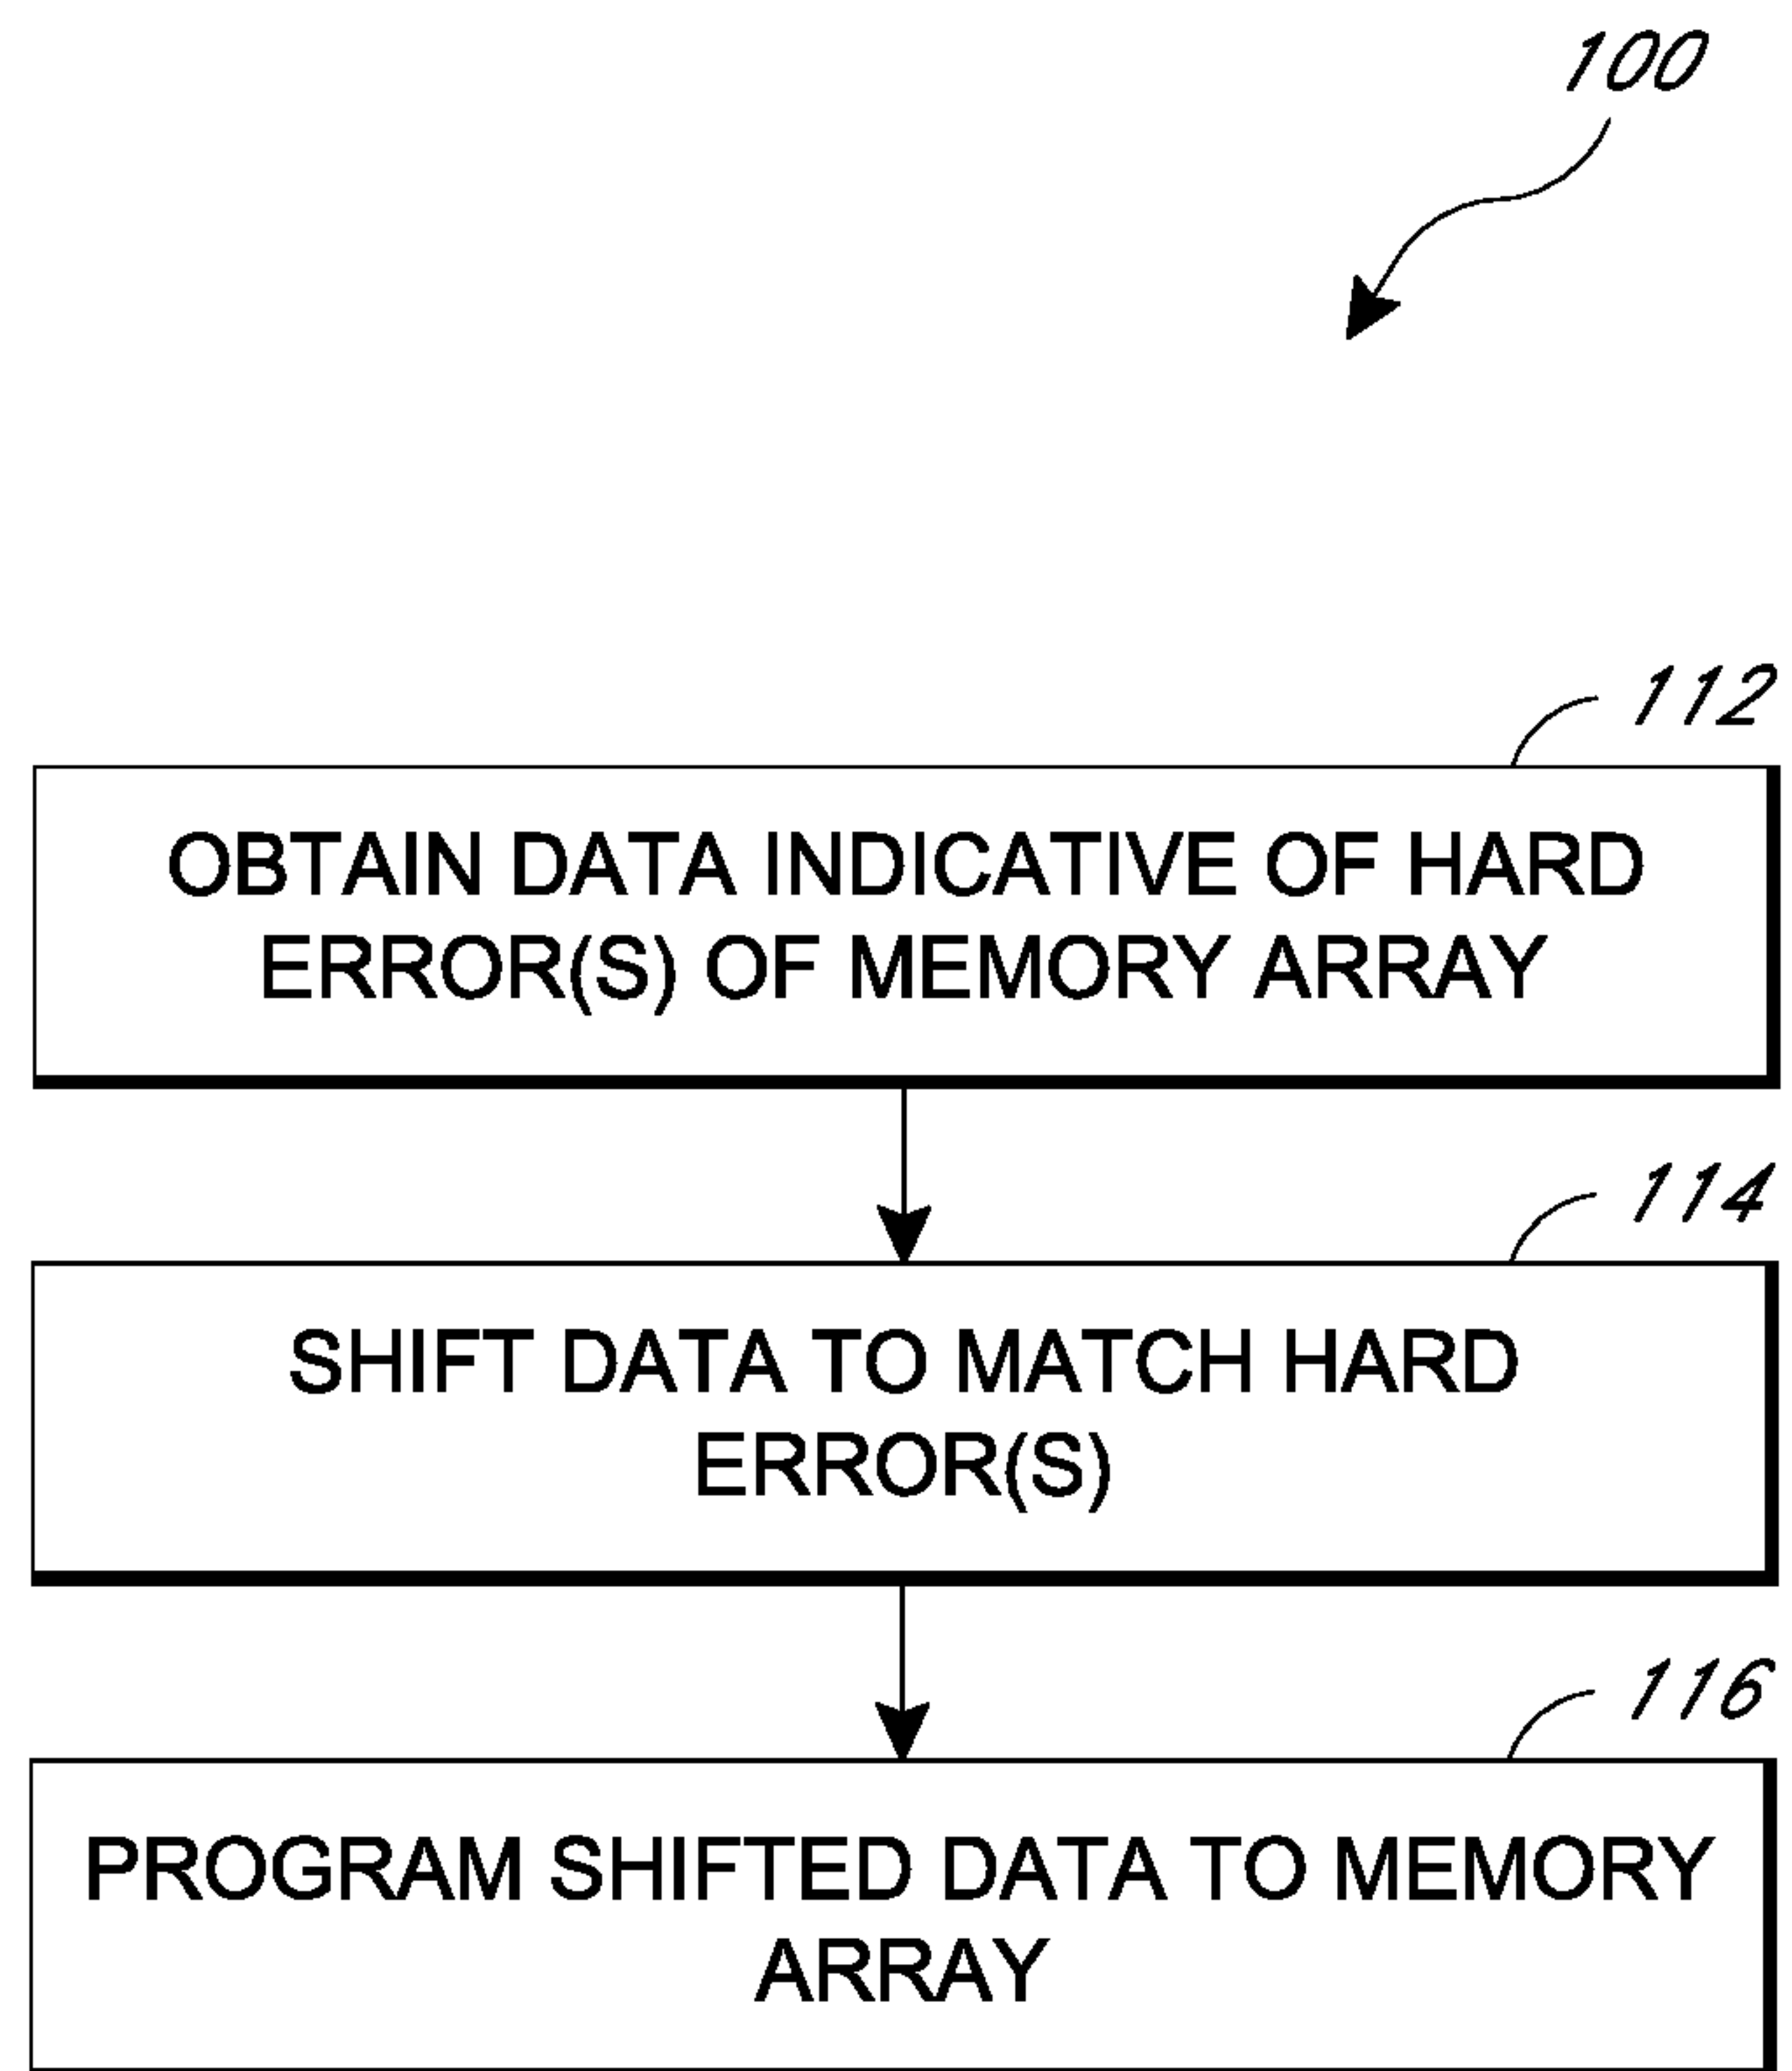 100
112
OBTAIN DATA INDICATIVE OF HARD
ERROR(S) OF MEMORY ARRAY
114
SHIFT DATA TO MATCH HARD
ERROR(S)
116
PROGRAM SHIFTED DATA TO MEMORY
ARRAY